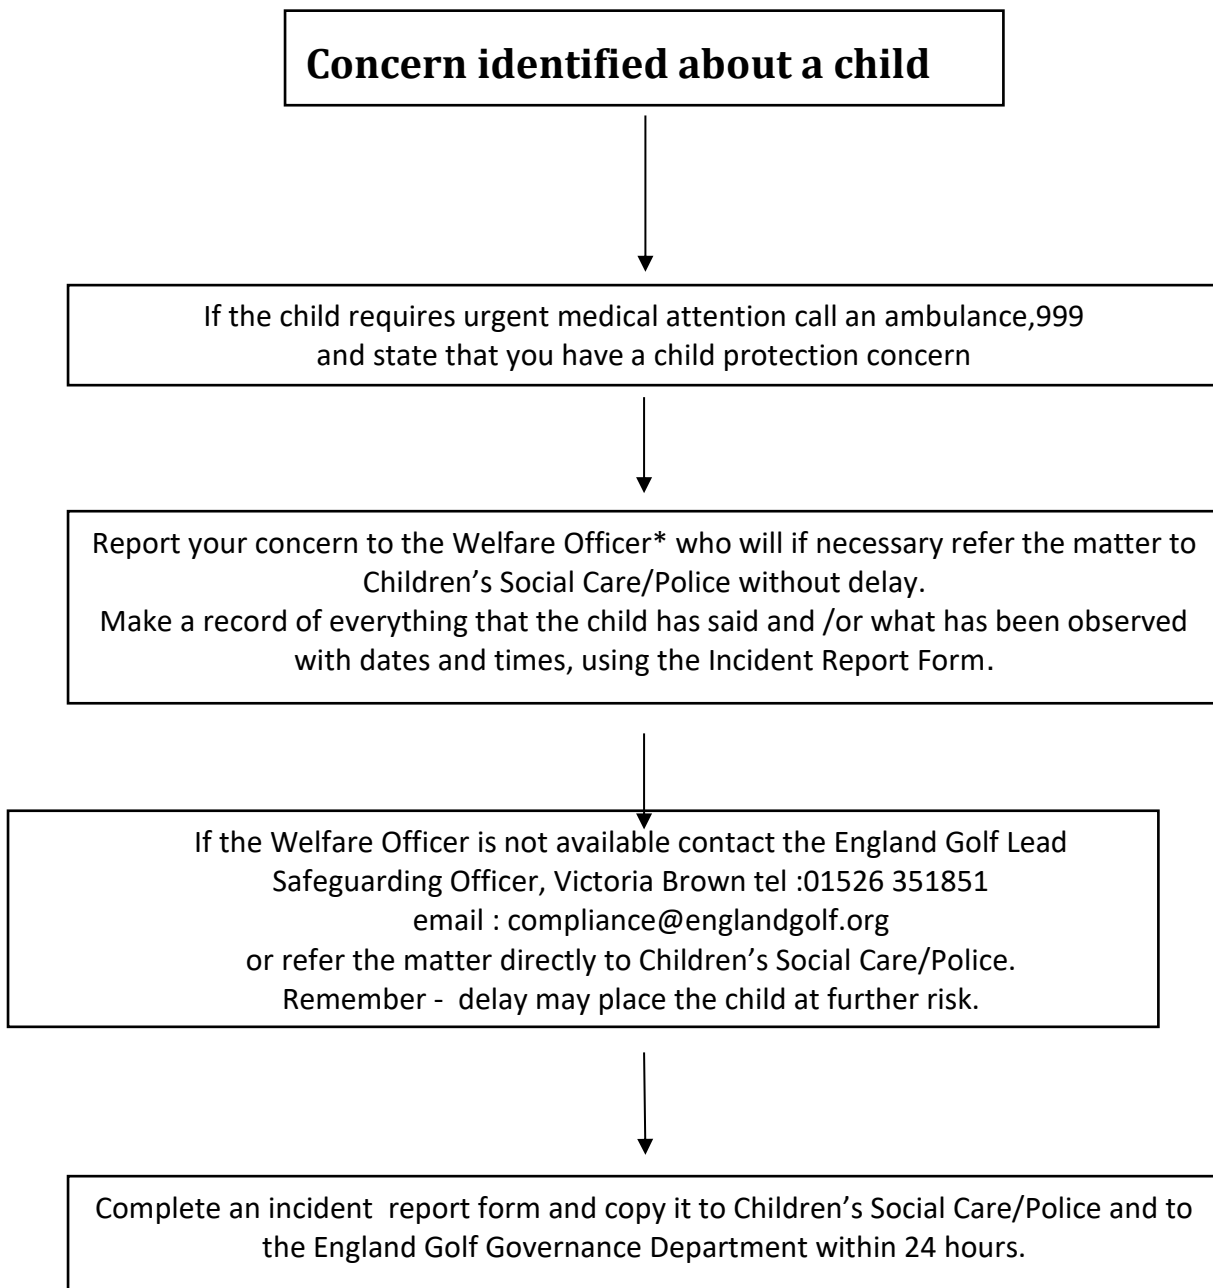 Concern identified about a child
If the child requires urgent medical attention call an ambulance,999
and state that you have a child protection concern
Report your concern to the Welfare Officer* who will if necessary refer the matter to
Children’s Social Care/Police without delay.
Make a record of everything that the child has said and /or what has been observed
with dates and times, using the Incident Report Form.
If the Welfare Officer is not available contact the England Golf Lead
Safeguarding Officer, Victoria Brown tel :01526 351851
email : compliance@englandgolf.org
or refer the matter directly to Children’s Social Care/Police.
Remember - delay may place the child at further risk.
Complete an incident report form and copy it to Children’s Social Care/Police and to
the England Golf Governance Department within 24 hours.